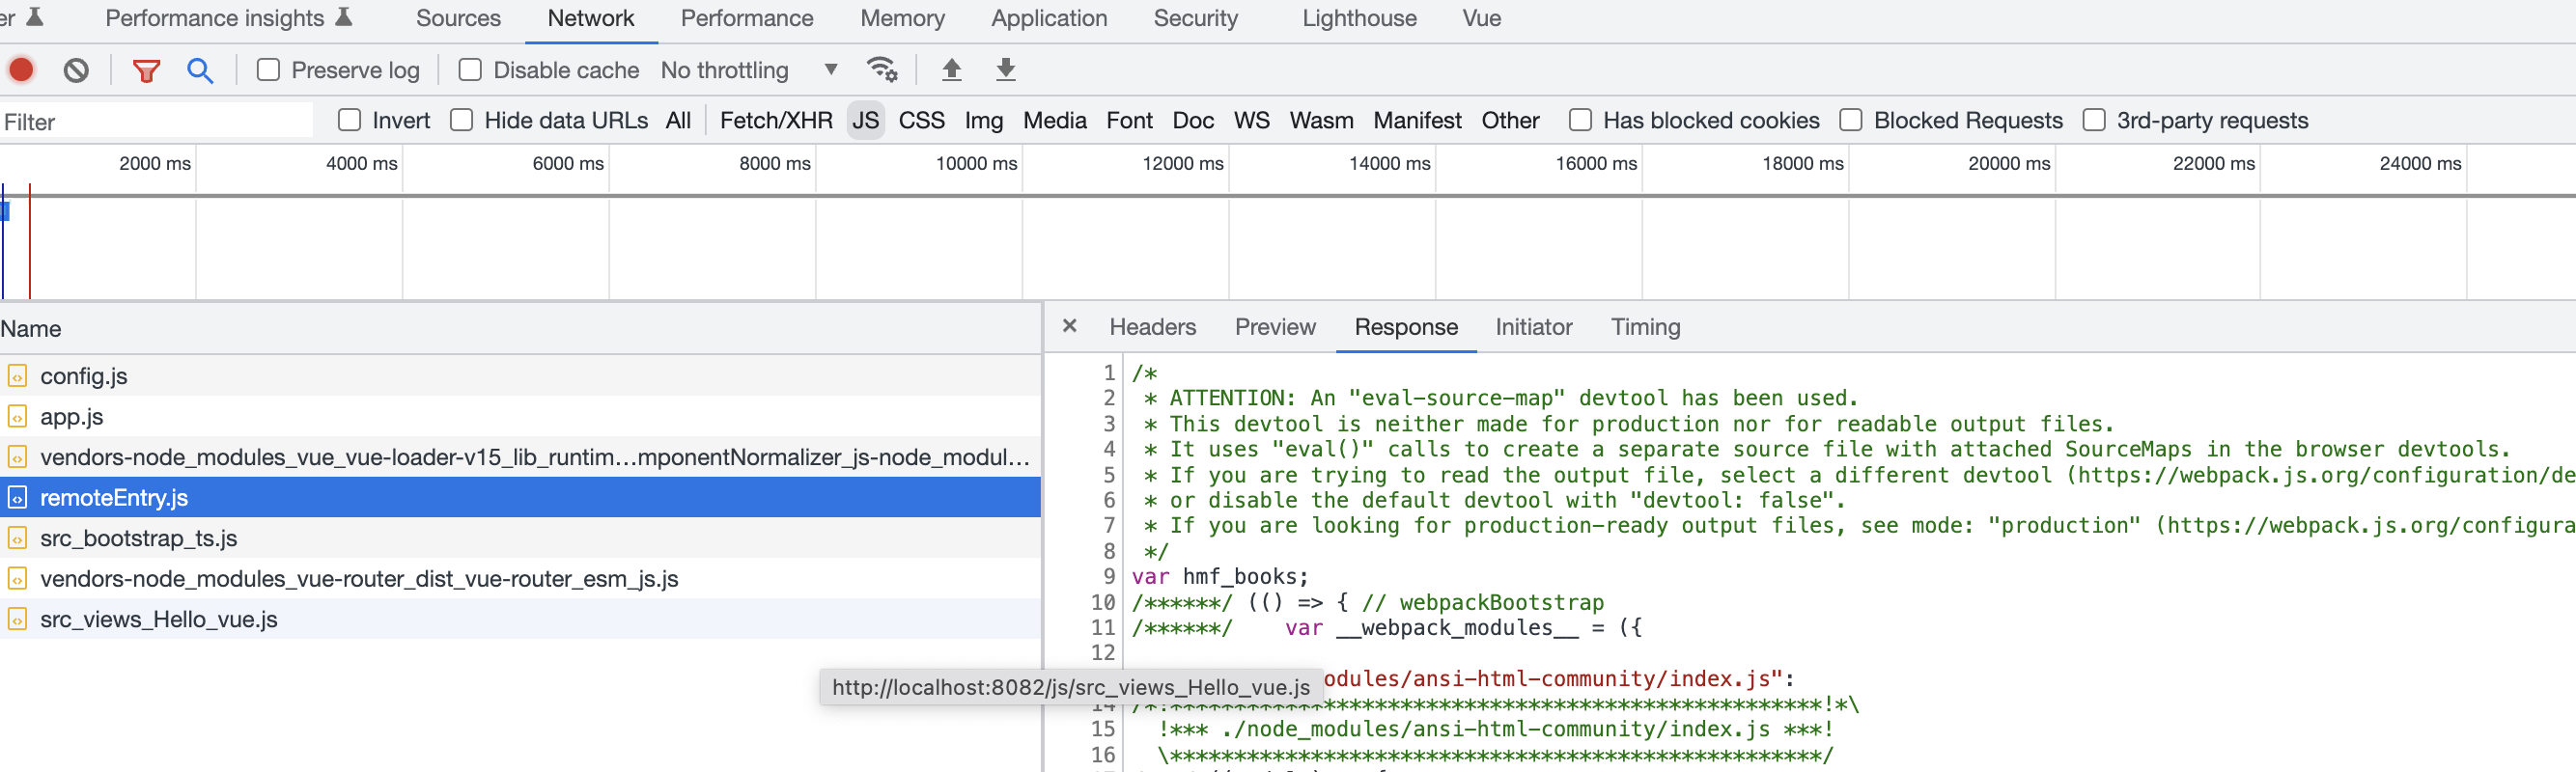 er Performance insights Sources Network Performance Memory Application Security Lighthouse Vue
Preserve log Disable cache No throttling
Filter Invert Hide data URLs All Fetch/XHR JS CSS Img Media Font Doc WS Wasm Manifest Other Has blocked cookies Blocked Requests 3rd-party requests
2000 ms 4000 ms 6000 ms 8000 ms 10000 ms 12000 ms 14000 ms 16000 ms 18000 ms 20000 ms 22000 ms 24000 ms
Name
config.js
app.js
vendors-node_modules_vue_vue-loader-v15_lib_runtim…mponentNormalizer_js-node_modul…
remoteEntry.js
src_bootstrap_ts.js
vendors-node_modules_vue-router_dist_vue-router_esm_js.js
src_views_Hello_vue.js
http://localhost:8082/js/src_views_Hello_vue.js
× Headers Preview Response Initiator Timing
1 /*
2 * ATTENTION: An "eval-source-map" devtool has been used.
3 * This devtool is neither made for production nor for readable output files.
4 * It uses "eval()" calls to create a separate source file with attached SourceMaps in the browser devtools.
5 * If you are trying to read the output file, select a different devtool (https://webpack.js.org/configuration/de
6 * or disable the default devtool with "devtool: false".
7 * If you are looking for production-ready output files, see mode: "production" (https://webpack.js.org/configura
8 */
9 var hmf_books;
10 /******/ (() => { // webpackBootstrap
11 /******/ var __webpack_modules__ = ({
12
odules/ansi-html-community/index.js":
14 /*!***************************************************!*\
15 !*** ./node_modules/ansi-html-community/index.js ***!
16 \***************************************************/